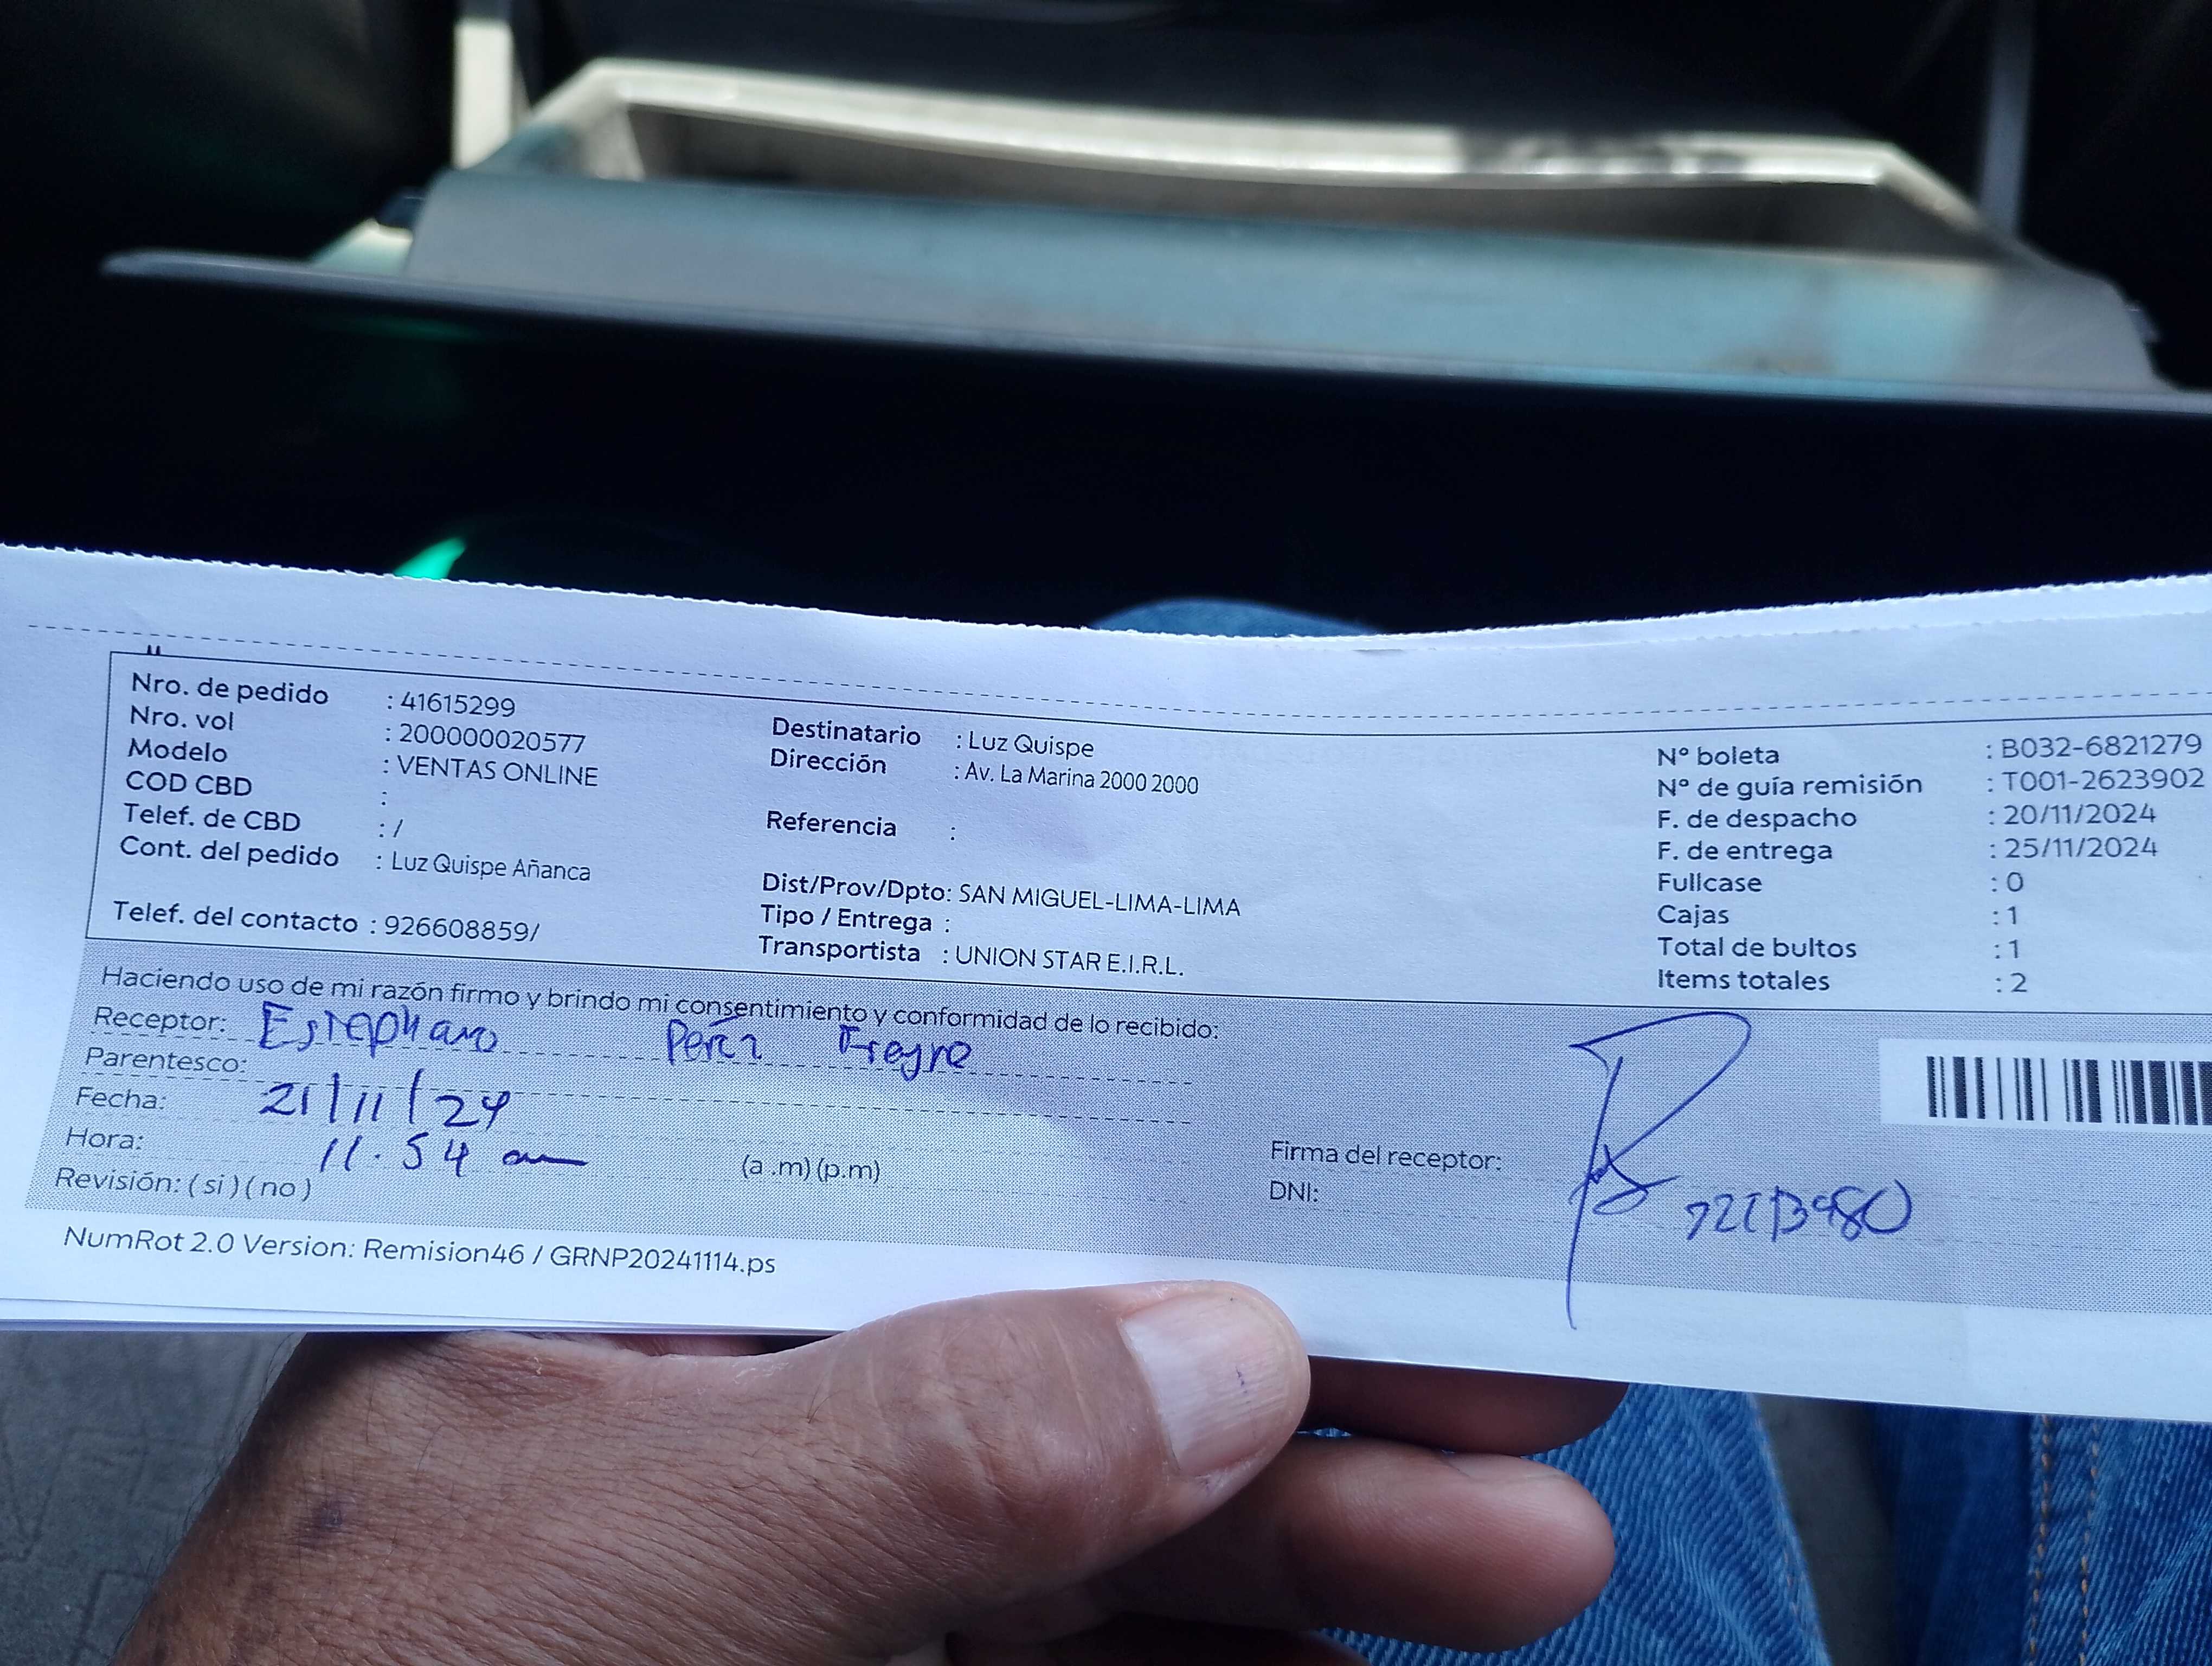 Nro. de pedido : 41615299
Nro. vol : 200000020577
Modelo : VENTAS ONLINE
COD CBD :
Telef. de CBD : /
Cont. del pedido : Luz Quispe Añanca
Telef. del contacto : 926608859/
Destinatario : Luz Quispe
Dirección : Av. La Marina 2000 2000
Referencia :
Dist/Prov/Dpto: SAN MIGUEL-LIMA-LIMA
Tipo / Entrega :
Transportista : UNION STAR E.I.R.L.
N° boleta : B032-6821279
N° de guía remisión : T001-2623902
F. de despacho : 20/11/2024
F. de entrega : 25/11/2024
Fullcase : 0
Cajas : 1
Total de bultos : 1
Items totales : 2
Haciendo uso de mi razón firmo y brindo mi consentimiento y conformidad de lo recibido:
Receptor: Estephano Freyre
Parentesco:
Fecha: 21/11/24
Hora: 11.54 am (a .m) (p.m)
Revisión: ( si ) ( no )
Firma del receptor:
DNI:
NumRot 2.0 Version: Remision46 / GRNP20241114.ps